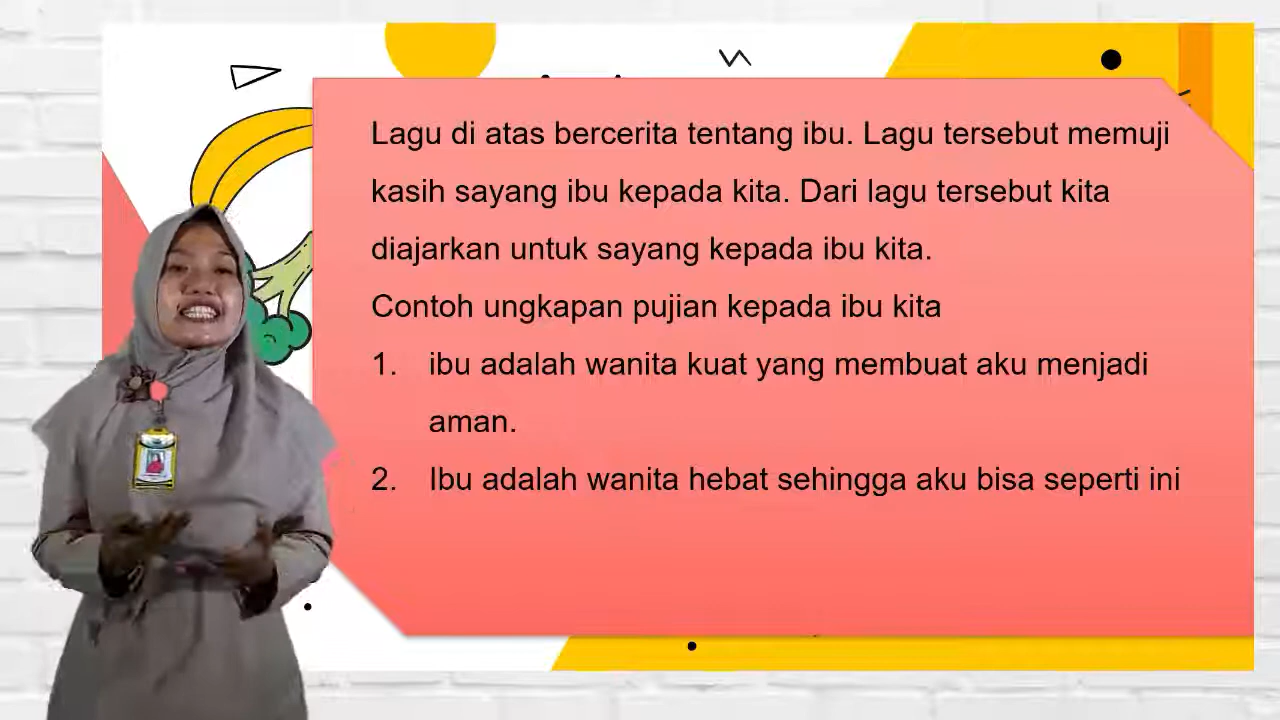 Lagu di atas bercerita tentang ibu. Lagu tersebut memuji
kasih sayang ibu kepada kita. Dari lagu tersebut kita
diajarkan untuk sayang kepada ibu kita.
Contoh ungkapan pujian kepada ibu kita
1. ibu adalah wanita kuat yang membuat aku menjadi
aman.
2. Ibu adalah wanita hebat sehingga aku bisa seperti ini